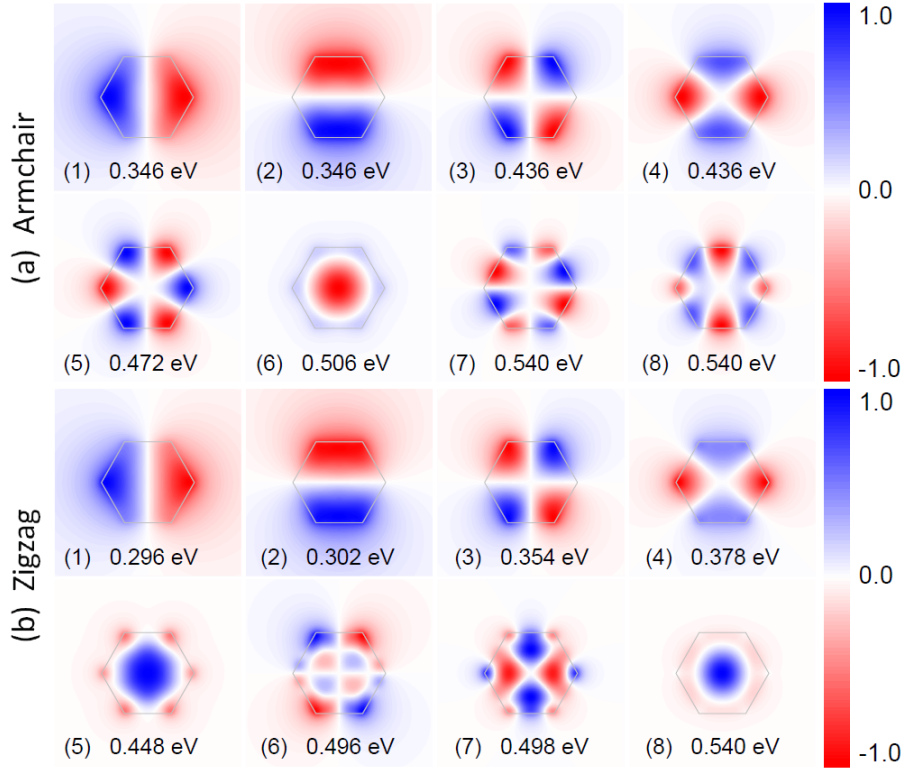 (a) Armchair
(1) 0.346 eV
(2) 0.346 eV
(3) 0.436 eV
(4) 0.436 eV
(5) 0.472 eV
(6) 0.506 eV
(7) 0.540 eV
(8) 0.540 eV
1.0
0.0
-1.0
(b) Zigzag
(1) 0.296 eV
(2) 0.302 eV
(3) 0.354 eV
(4) 0.378 eV
(5) 0.448 eV
(6) 0.496 eV
(7) 0.498 eV
(8) 0.540 eV
1.0
0.0
-1.0